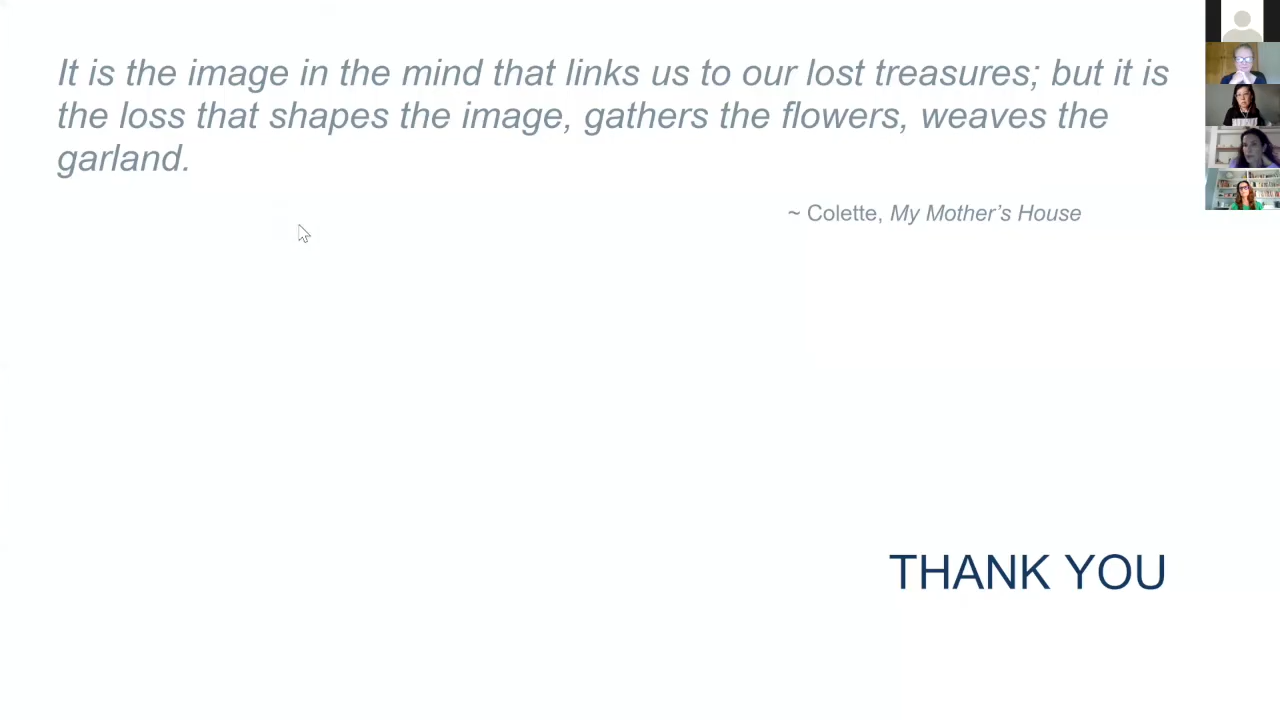 It is the image in the mind that links us to our lost treasures; but it is
the loss that shapes the image, gathers the flowers, weaves the
garland.
~ Colette, My Mother’s House
THANK YOU